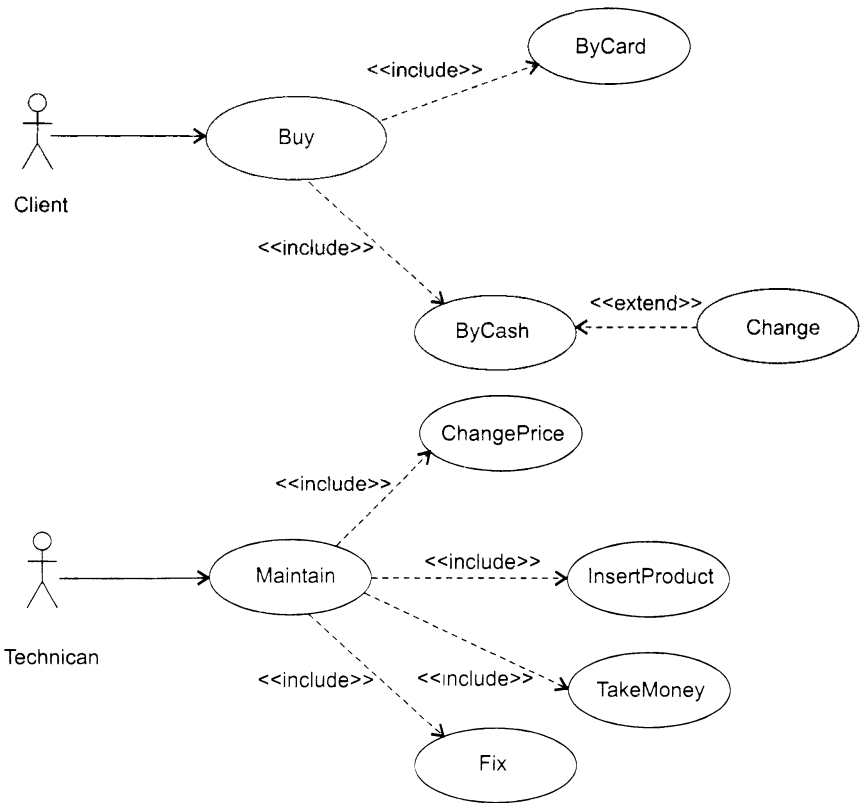 ByCard
<<include>>
Buy
Client
<<include>>
<<extend>>
ByCash
Change
ChangePrice
<<include>>
<<include>>
Maintain
InsertProduct
Technican
<<include>>
<<include>>
TakeMoney
Fix